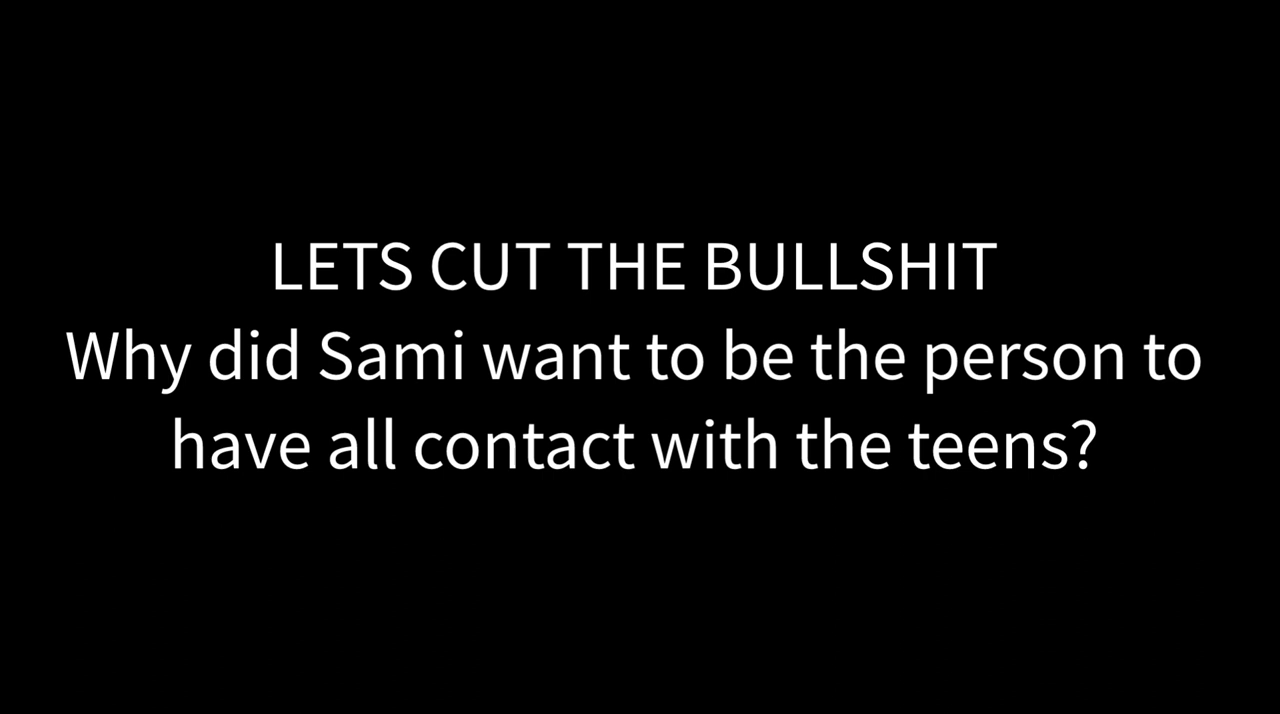 LETS CUT THE BULLSHIT
Why did Sami want to be the person to
have all contact with the teens?